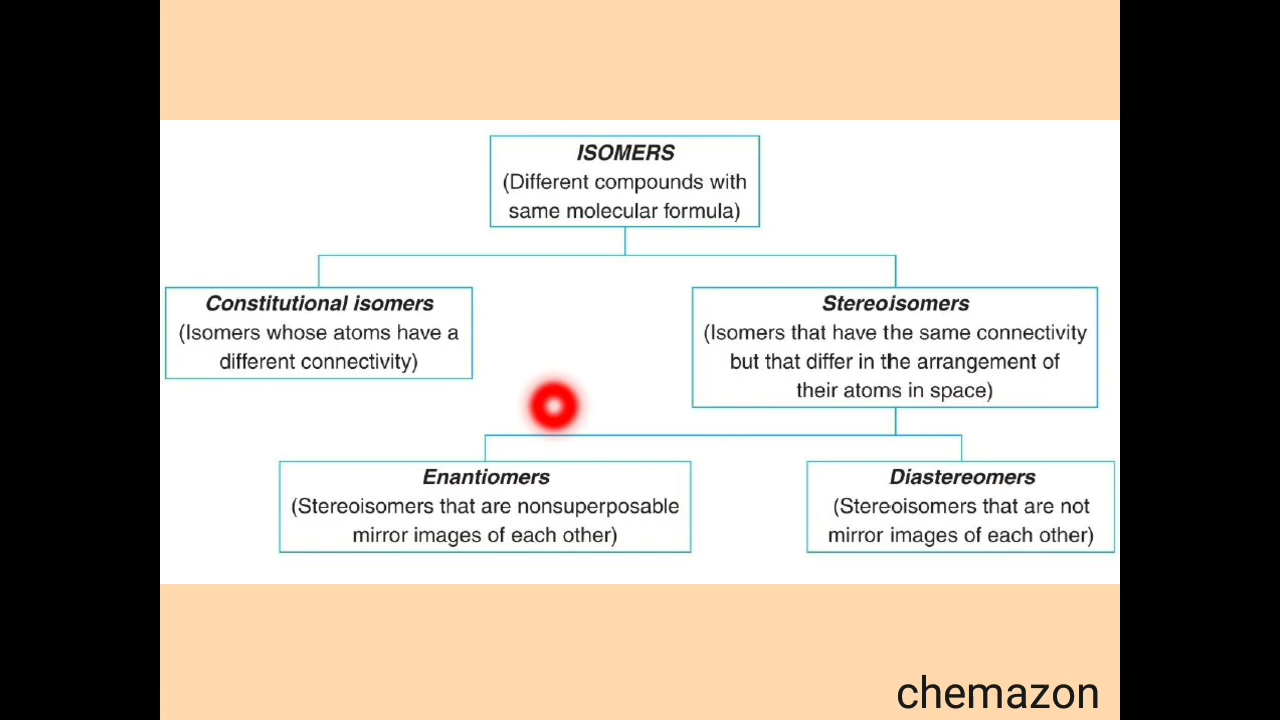 ISOMERS
(Different compounds with
same molecular formula)
Constitutional isomers
(Isomers whose atoms have a
different connectivity)
Stereoisomers
(Isomers that have the same connectivity
but that differ in the arrangement of
their atoms in space)
Enantiomers
(Stereoisomers that are nonsuperposable
mirror images of each other)
Diastereomers
(Stereoisomers that are not
mirror images of each other)
chemazon